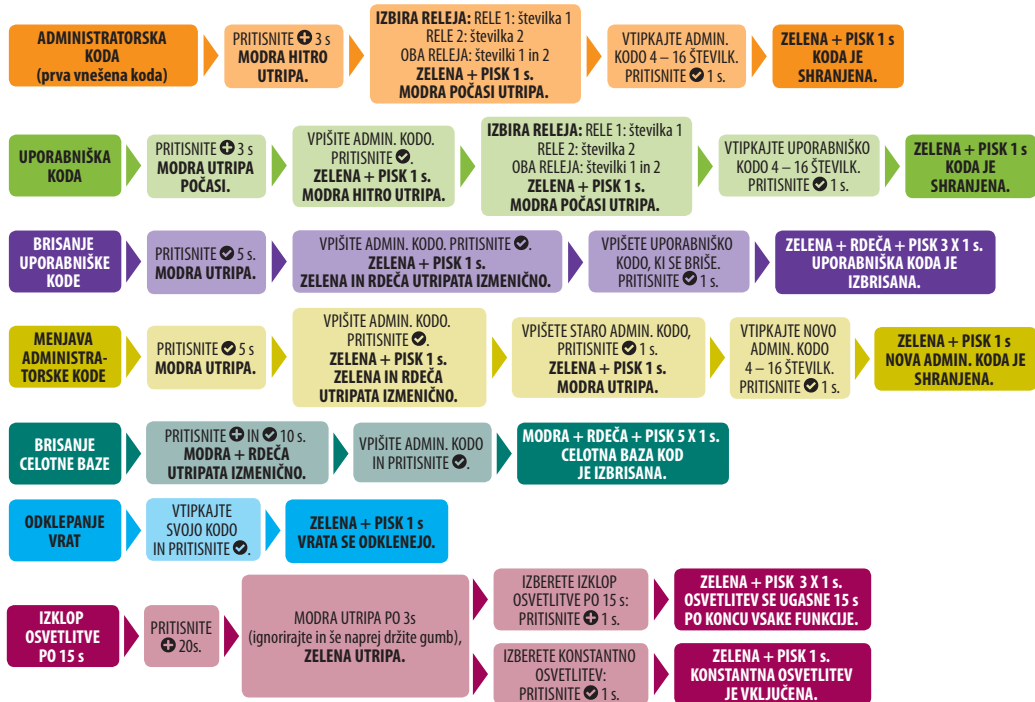 ADMINISTRATORSKA
KODA
(prva vnešena koda)
PRITISNITE ➕ 3 s
MODRA HITRO
UTRIPA.
IZBIRA RELEJA: RELE 1: številka 1
RELE 2: številka 2
OBA RELEJA: številki 1 in 2
ZELENA + PISK 1 s.
MODRA POČASI UTRIPA.
VTIPKAJTE ADMIN.
KODO 4 – 16 ŠTEVILK.
PRITISNITE ✔ 1 s.
ZELENA + PISK 1 s
KODA JE
SHRANJENA.
UPORABNIŠKA
KODA
PRITISNITE ➕ 3 s
MODRA UTRIPA
POČASI.
VPIŠITE ADMIN. KODO.
PRITISNITE ✔.
ZELENA + PISK 1 s.
MODRA HITRO UTRIPA.
IZBIRA RELEJA: RELE 1: številka 1
RELE 2: številka 2
OBA RELEJA: številki 1 in 2
ZELENA + PISK 1 s.
MODRA POČASI UTRIPA.
VTIPKAJTE UPORABNIŠKO
KODO 4 – 16 ŠTEVILK.
PRITISNITE ✔ 1 s.
ZELENA + PISK 1 s
KODA JE
SHRANJENA.
BRISANJE
UPORABNIŠKE
KODE
PRITISNITE ✔ 5 s.
MODRA UTRIPA.
VPIŠITE ADMIN. KODO. PRITISNITE ✔.
ZELENA + PISK 1 s.
ZELENA IN RDEČA UTRIPATA IZMENIČNO.
VPIŠETE UPORABNIŠKO
KODO, KI SE BRIŠE.
PRITISNITE ✔ 1 s.
ZELENA + RDEČA + PISK 3 X 1 s.
UPORABNIŠKA KODA JE
IZBRISANA.
MENJAVA
ADMINISTRA-
TORSKE KODE
PRITISNITE ✔ 5 s
MODRA UTRIPA.
VPIŠITE ADMIN. KODO.
PRITISNITE ✔.
ZELENA + PISK 1 s.
ZELENA IN RDEČA
UTRIPATA IZMENIČNO.
VPIŠETE STARO ADMIN. KODO,
PRITISNITE ✔ 1 s.
ZELENA + PISK 1 s.
MODRA UTRIPA.
VTIPKAJTE NOVO
ADMIN. KODO
4 – 16 ŠTEVILK.
PRITISNITE ✔ 1 s.
ZELENA + PISK 1 s
NOVA ADMIN. KODA JE
SHRANJENA.
BRISANJE
CELOTNE BAZE
PRITISNITE ➕ IN ✔ 10 s.
MODRA + RDEČA
UTRIPATA IZMENIČNO.
VPIŠITE ADMIN. KODO
IN PRITISNITE ✔.
MODRA + RDEČA + PISK 5 X 1 s.
CELOTNA BAZA KOD
JE IZBRISANA.
ODKLEPANJE
VRAT
VTIPKAJTE
SVOJO KODO
IN PRITISNITE ✔.
ZELENA + PISK 1 s
VRATA SE ODKLENEJO.
IZKLOP
OSVETLITVE
PO 15 s
PRITISNITE
➕ 20s.
MODRA UTRIPA PO 3s
(ignorirajte in še naprej držite gumb),
ZELENA UTRIPA.
IZBERETE IZKLOP
OSVETLITVE PO 15 s:
PRITISNITE ➕ 1 s.
ZELENA + PISK 3 X 1 s.
OSVETLITEV SE UGASNE 15 s
PO KONCU VSAKE FUNKCIJE.
IZBERETE KONSTANTNO
OSVETLITEV:
PRITISNITE ✔ 1 s.
ZELENA + PISK 1 s.
KONSTANTNA OSVETLITEV
JE VKLJUČENA.